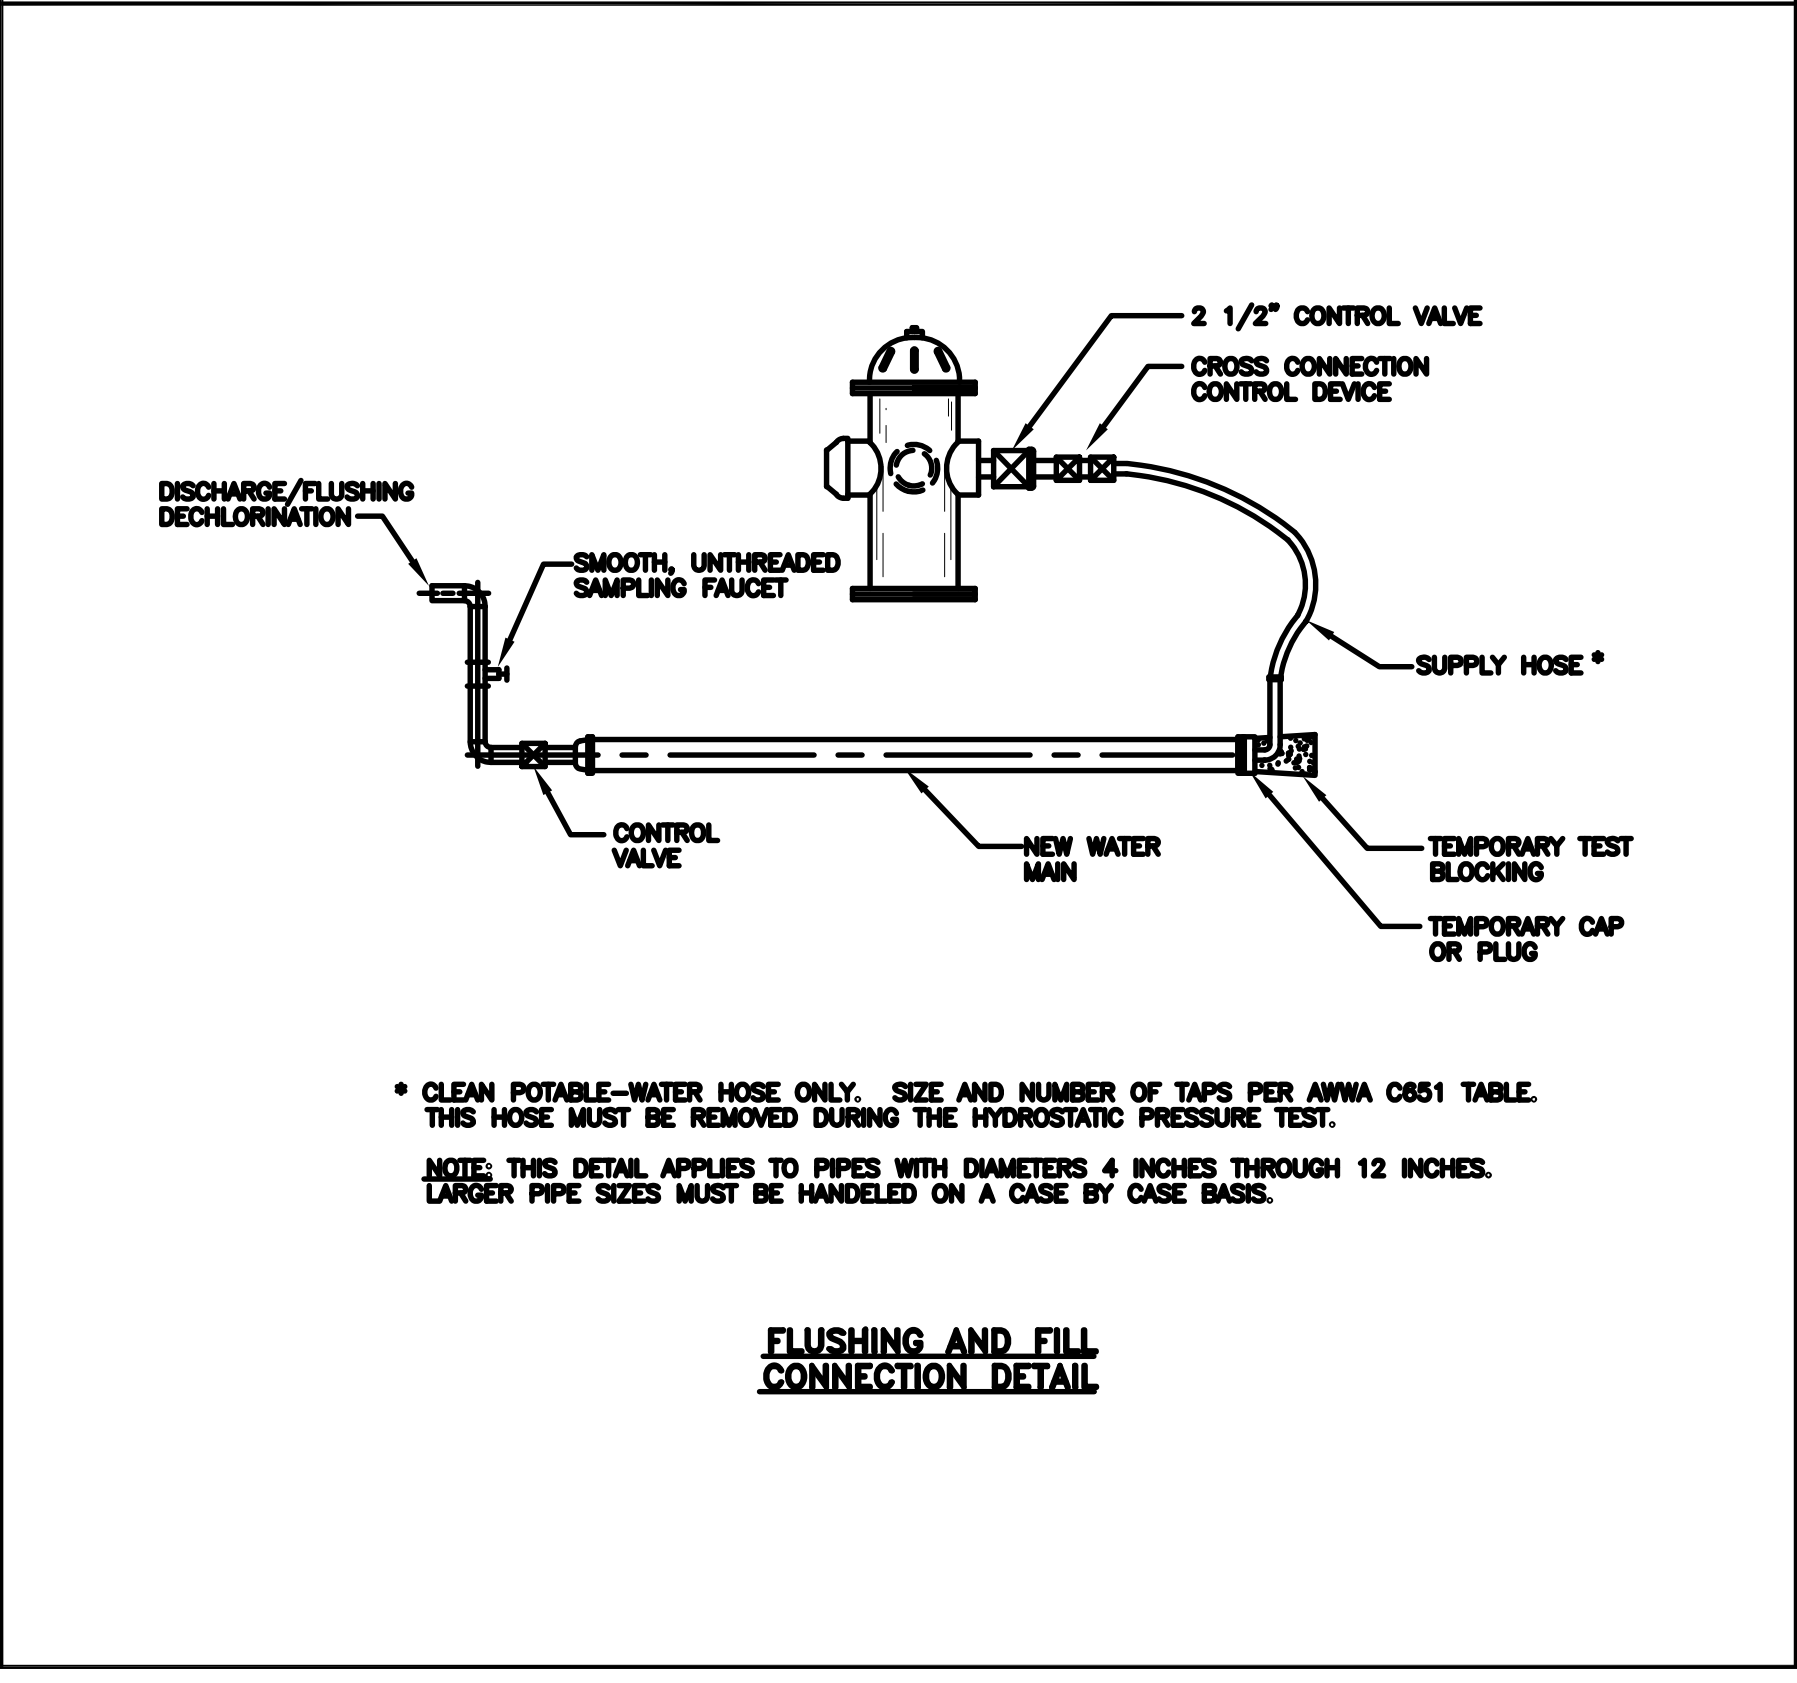 2 1/2" CONTROL VALVE
CROSS CONNECTION
CONTROL DEVICE
DISCHARGE/FLUSHING
DECHLORINATION
SMOOTH, UNTHREADED
SAMPLING FAUCET
SUPPLY HOSE *
CONTROL
VALVE
NEW WATER
MAIN
TEMPORARY TEST
BLOCKING
TEMPORARY CAP
OR PLUG
* CLEAN POTABLE-WATER HOSE ONLY. SIZE AND NUMBER OF TAPS PER AWWA C651 TABLE.
THIS HOSE MUST BE REMOVED DURING THE HYDROSTATIC PRESSURE TEST.
NOTE: THIS DETAIL APPLIES TO PIPES WITH DIAMETERS 4 INCHES THROUGH 12 INCHES.
LARGER PIPE SIZES MUST BE HANDELED ON A CASE BY CASE BASIS.
FLUSHING AND FILL
CONNECTION DETAIL